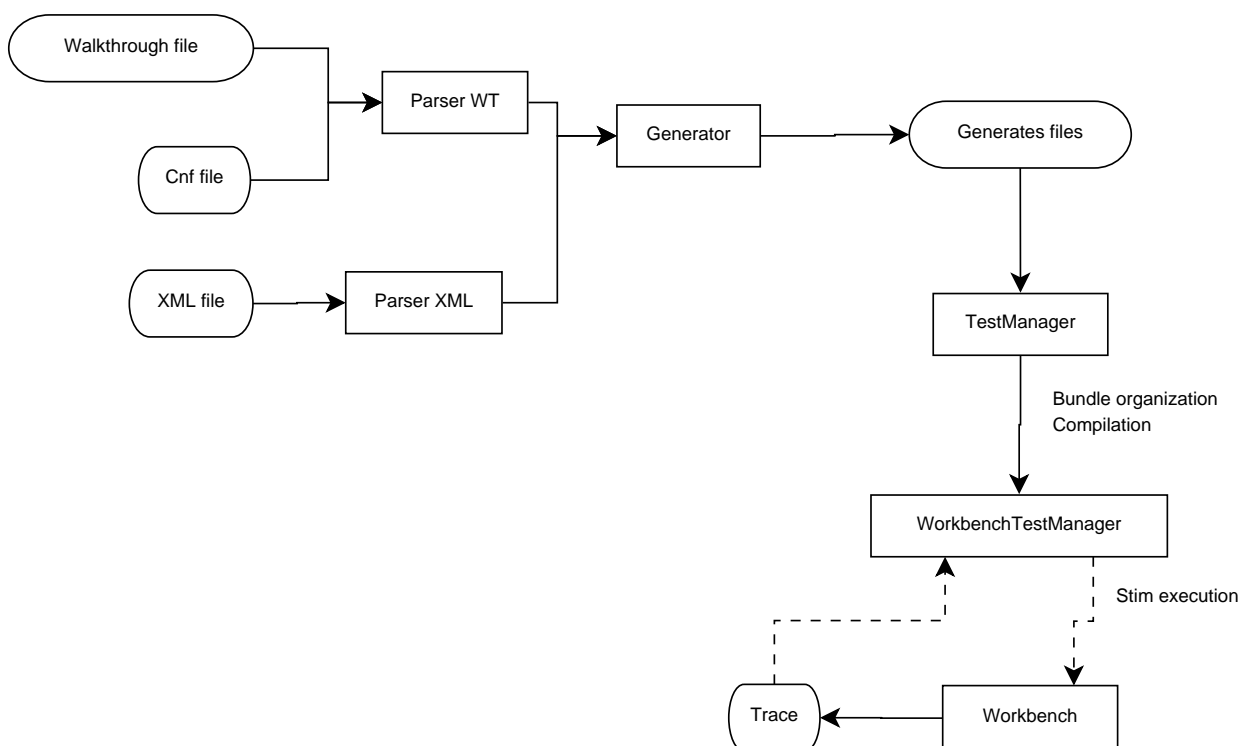 Walkthrough file
Parser WT
Generator
Generates files
Cnf file
XML file
Parser XML
TestManager
Bundle organization
Compilation
WorkbenchTestManager
Stim execution
Trace
Workbench